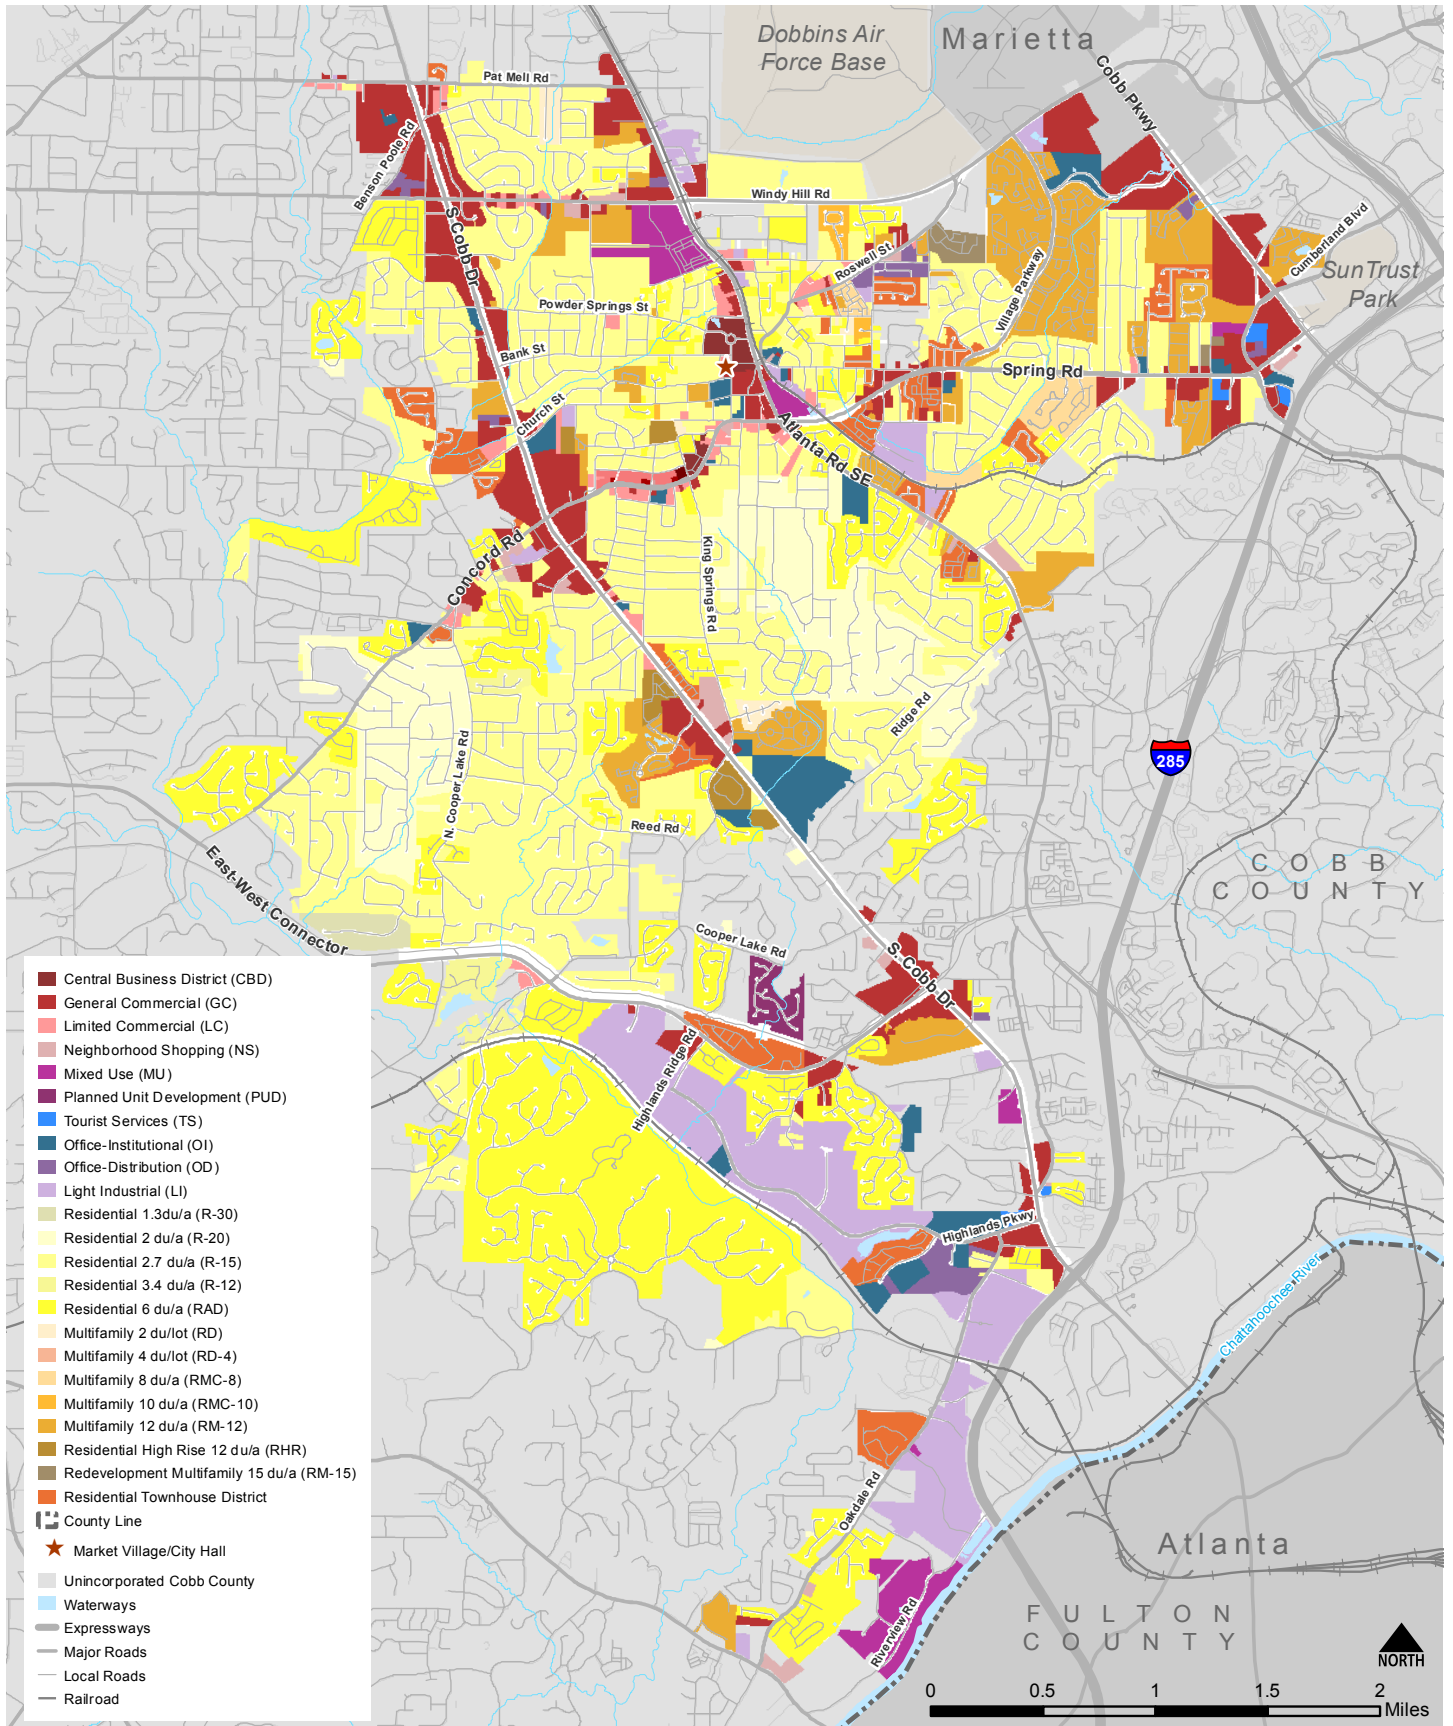 Dobbins Air
Force Base
Marietta
Cobb Pkwy
Pat Mell Rd
Benson Poole Rd
Windy Hill Rd
S Cobb Dr
Roswell St
Village Parkway
Cumberland Blvd
SunTrust
Park
Powder Springs St
Bank St
Spring Rd
Church St
Atlanta Rd SE
Concord Rd
King Springs Rd
Ridge Rd
N. Cooper Lake Rd
285
Reed Rd
COBB
COUNTY
East-West Connector
Cooper Lake Rd
S. Cobb Dr
Highlands Ridge Rd
Highlands Pkwy
Chattahoochee River
Oakdale Rd
Riverview Rd
Atlanta
FULTON
COUNTY
Central Business District (CBD)
General Commercial (GC)
Limited Commercial (LC)
Neighborhood Shopping (NS)
Mixed Use (MU)
Planned Unit Development (PUD)
Tourist Services (TS)
Office-Institutional (OI)
Office-Distribution (OD)
Light Industrial (LI)
Residential 1.3du/a (R-30)
Residential 2 du/a (R-20)
Residential 2.7 du/a (R-15)
Residential 3.4 du/a (R-12)
Residential 6 du/a (RAD)
Multifamily 2 du/lot (RD)
Multifamily 4 du/lot (RD-4)
Multifamily 8 du/a (RMC-8)
Multifamily 10 du/a (RMC-10)
Multifamily 12 du/a (RM-12)
Residential High Rise 12 du/a (RHR)
Redevelopment Multifamily 15 du/a (RM-15)
Residential Townhouse District
County Line
Market Village/City Hall
Unincorporated Cobb County
Waterways
Expressways
Major Roads
Local Roads
Railroad
NORTH
0 0.5 1 1.5 2
Miles